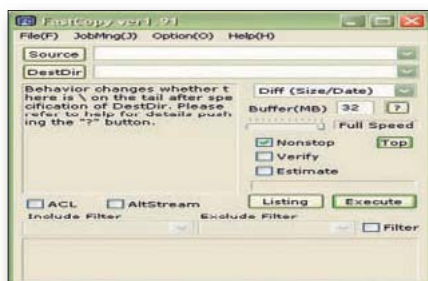 FastCopy ver1.91
File(F) JobMng(J) Option(O) Help(H)
Source
DestDir
Behavior changes whether t
here is \ on the tail after spe
cification of DestDir. Please
refer to help for details push
ing the "?" button.
Diff (Size/Date)
Buffer(MB) 32 ?
Full Speed
Nonstop Top
Verify
Estimate
ACL AltStream Listing Execute
Include Filter Exclude Filter
Filter